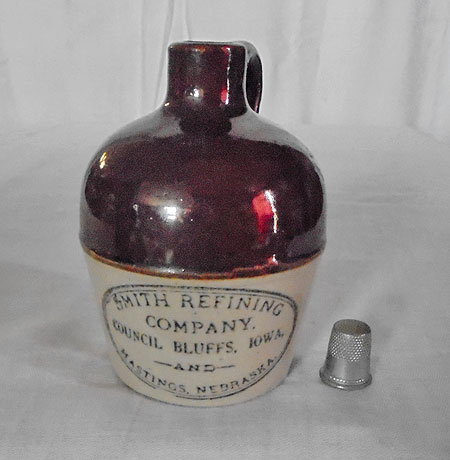 SMITH REFINING
COMPANY.
COUNCIL BLUFFS, IOWA,
—AND—
HASTINGS, NEBRASKA.